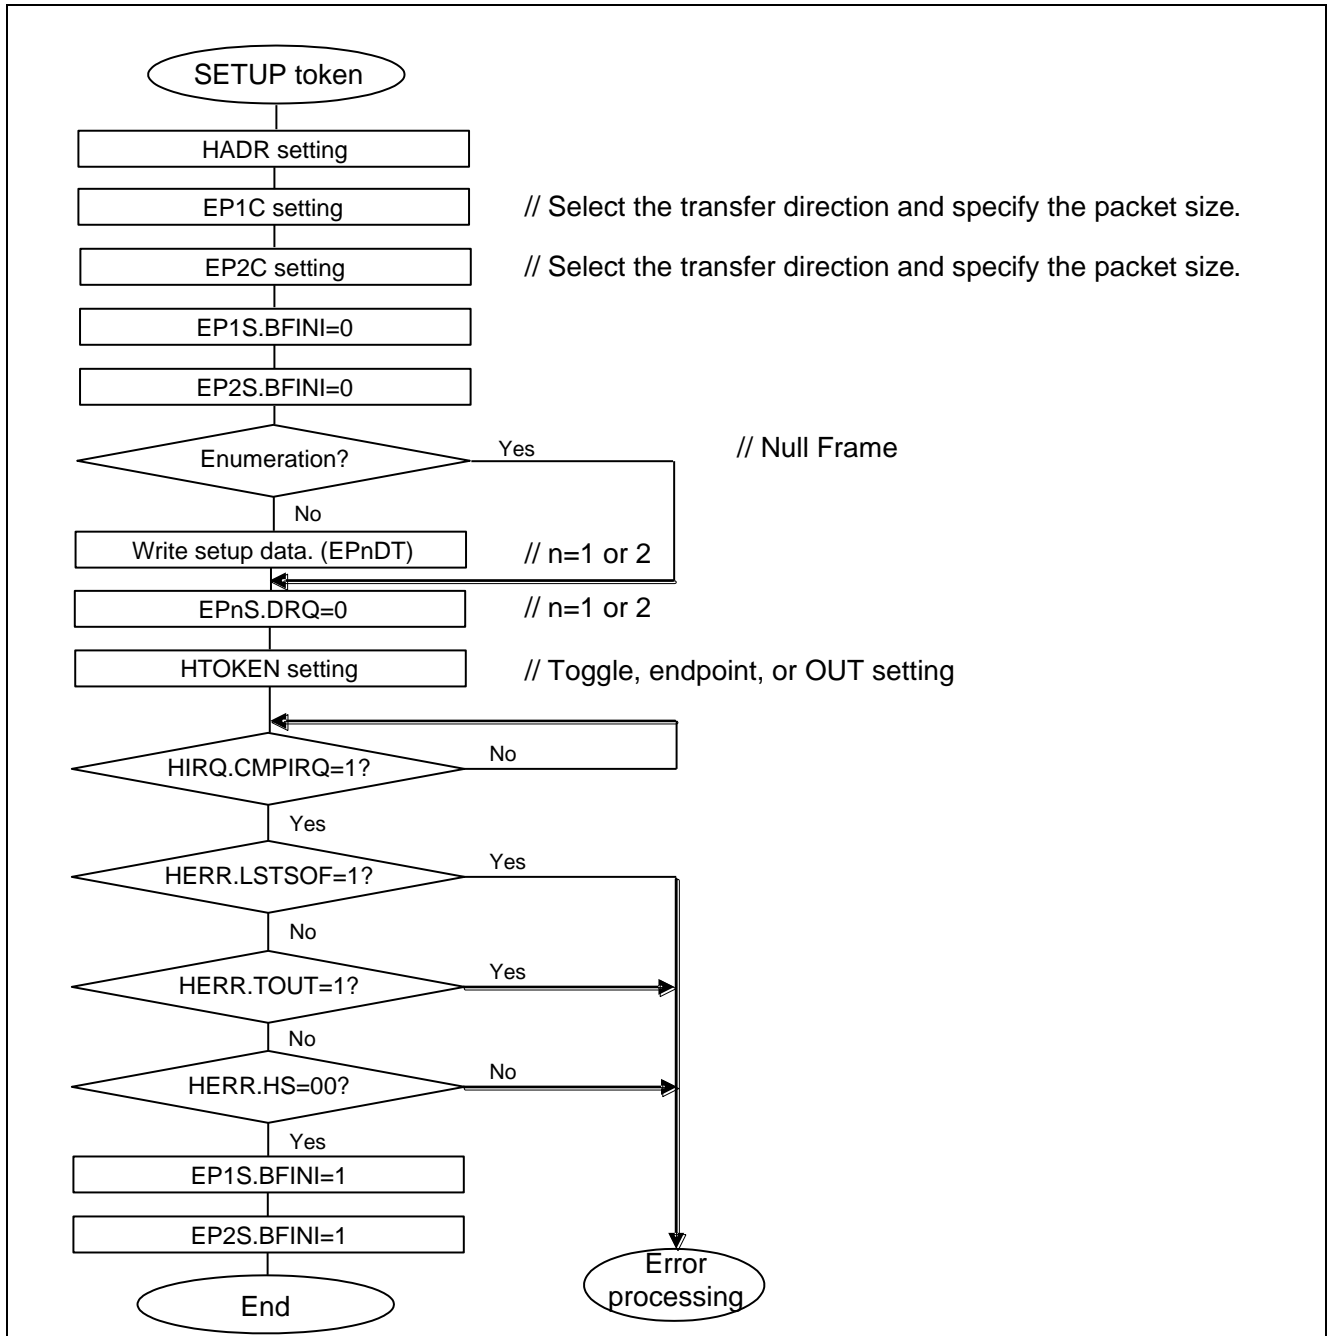 SETUP token
HADR setting
EP1C setting
// Select the transfer direction and specify the packet size.
EP2C setting
// Select the transfer direction and specify the packet size.
EP1S.BFINI=0
EP2S.BFINI=0
Enumeration?
Yes
// Null Frame
No
Write setup data. (EPnDT)
// n=1 or 2
EPnS.DRQ=0
// n=1 or 2
HTOKEN setting
// Toggle, endpoint, or OUT setting
HIRQ.CMPIRQ=1?
No
Yes
HERR.LSTSOF=1?
Yes
No
HERR.TOUT=1?
Yes
No
HERR.HS=00?
No
Yes
EP1S.BFINI=1
EP2S.BFINI=1
End
Error
processing